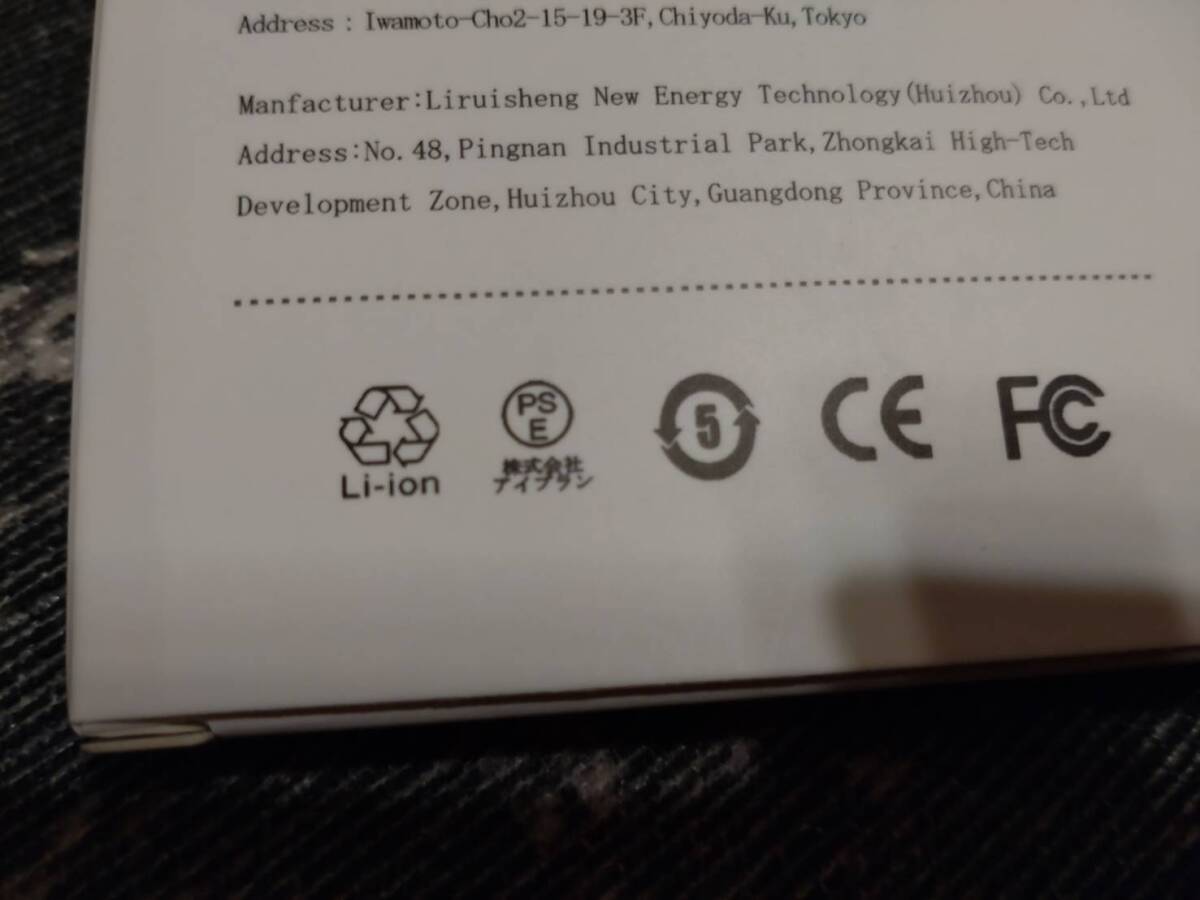 Address : Iwamoto-Cho2-15-19-3F,Chiyoda-Ku,Tokyo
Manfacturer:Liruisheng New Energy Technology(Huizhou) Co.,Ltd
Address:No.48,Pingnan Industrial Park,Zhongkai High-Tech
Development Zone,Huizhou City,Guangdong Province,China
Li-ion
PS
E
株式会社
アイプラン
5
CE
FC